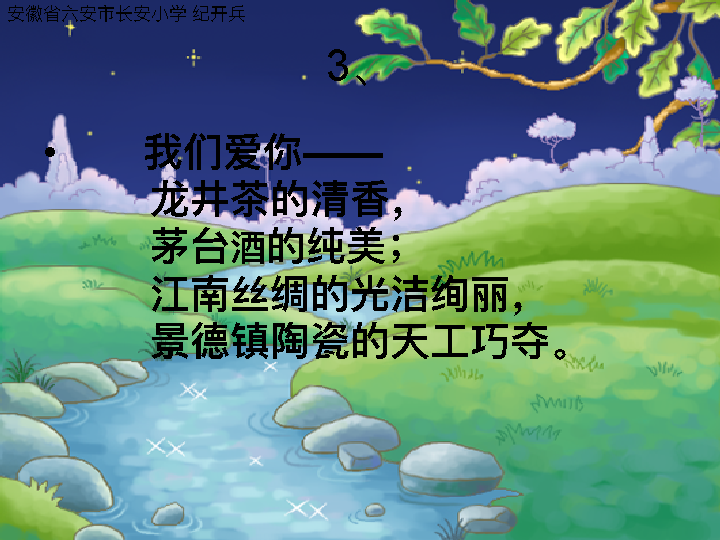 安徽省六安市长安小学 纪开兵
3、
• 我们爱你——
龙井茶的清香，
茅台酒的纯美；
江南丝绸的光洁绚丽，
景德镇陶瓷的天工巧夺。